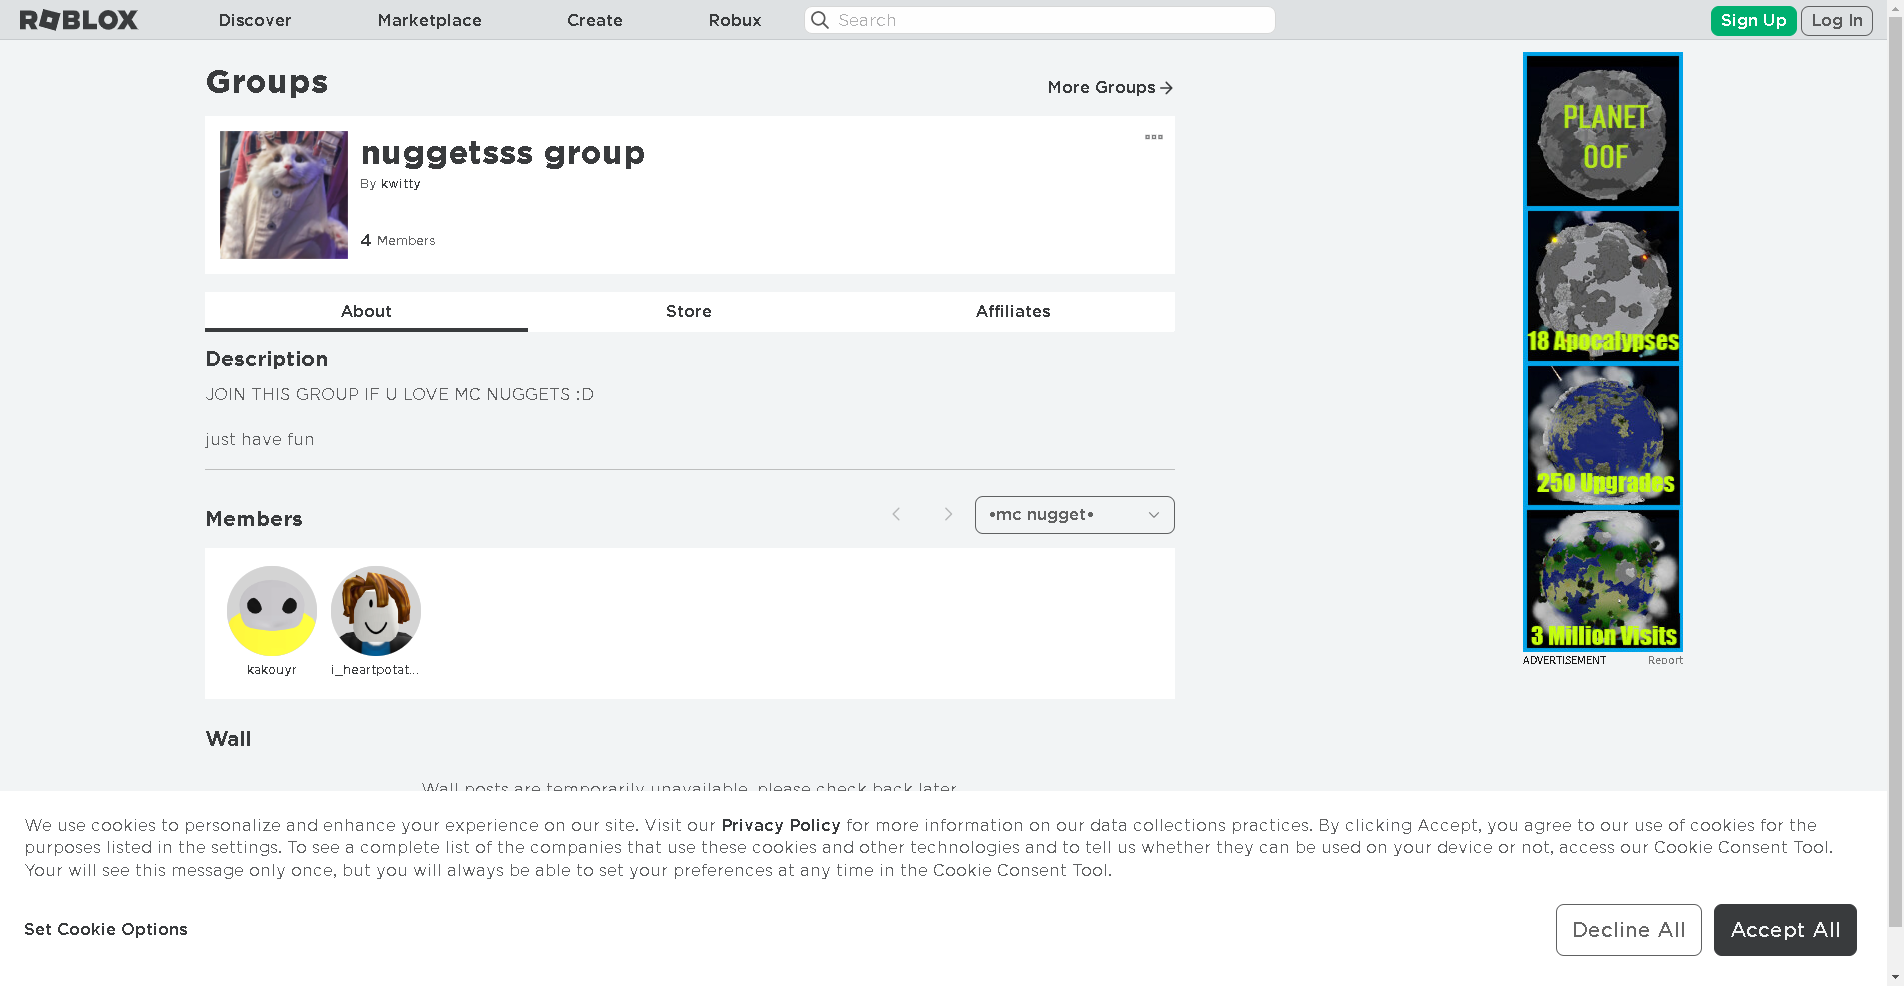 ROBLOX Discover Marketplace Create Robux Search Sign Up Log In
Groups
More Groups
nuggetsss group
By kwitty
4 Members
About Store Affiliates
Description
JOIN THIS GROUP IF U LOVE MC NUGGETS :D
just have fun
Members
•mc nugget•
kakouyr i_heartpotat...
Wall
Wall posts are temporarily unavailable, please check back later.
PLANET
OOF
18 Apocalypses
250 Upgrades
3 Million Visits
ADVERTISEMENT Report
We use cookies to personalize and enhance your experience on our site. Visit our Privacy Policy for more information on our data collections practices. By clicking Accept, you agree to our use of cookies for the
purposes listed in the settings. To see a complete list of the companies that use these cookies and other technologies and to tell us whether they can be used on your device or not, access our Cookie Consent Tool.
Your will see this message only once, but you will always be able to set your preferences at any time in the Cookie Consent Tool.
Set Cookie Options
Decline All Accept All